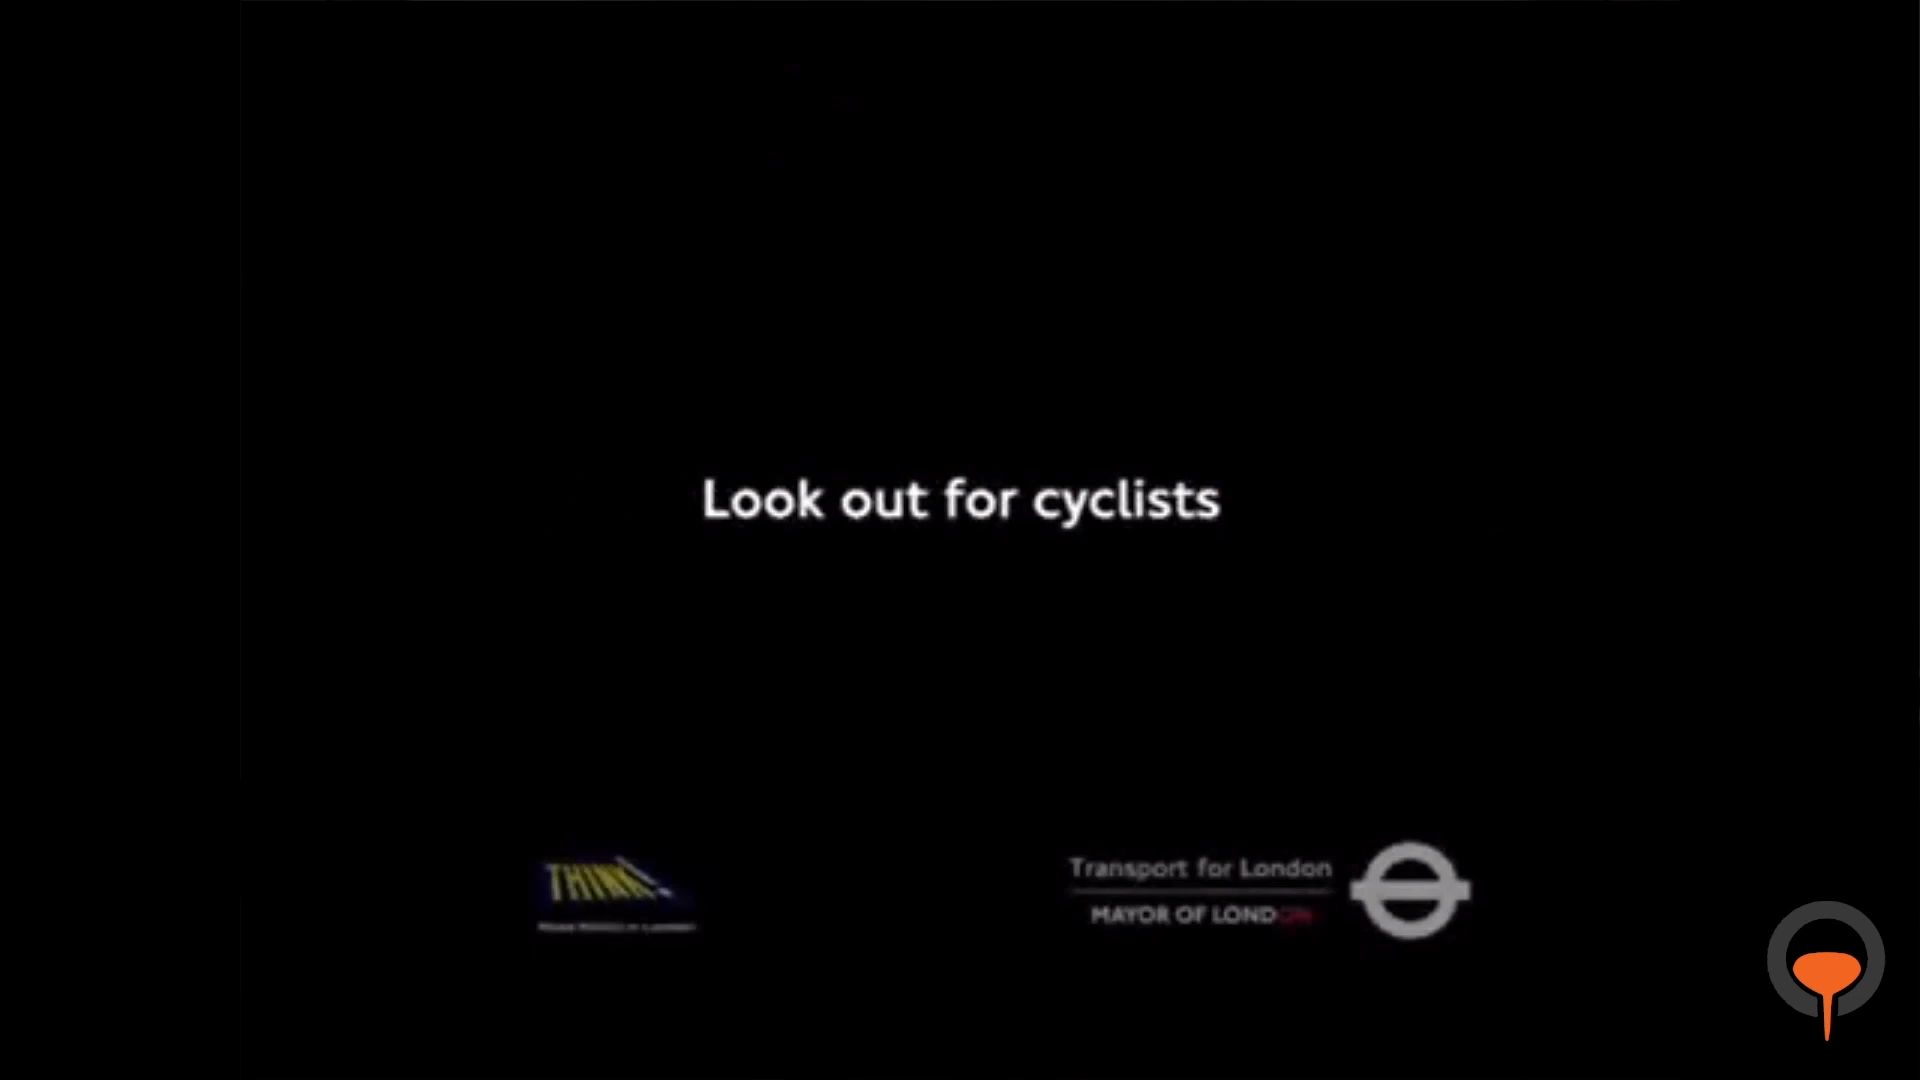 Look out for cyclists
THINK!
Transport for London
MAYOR OF LONDON